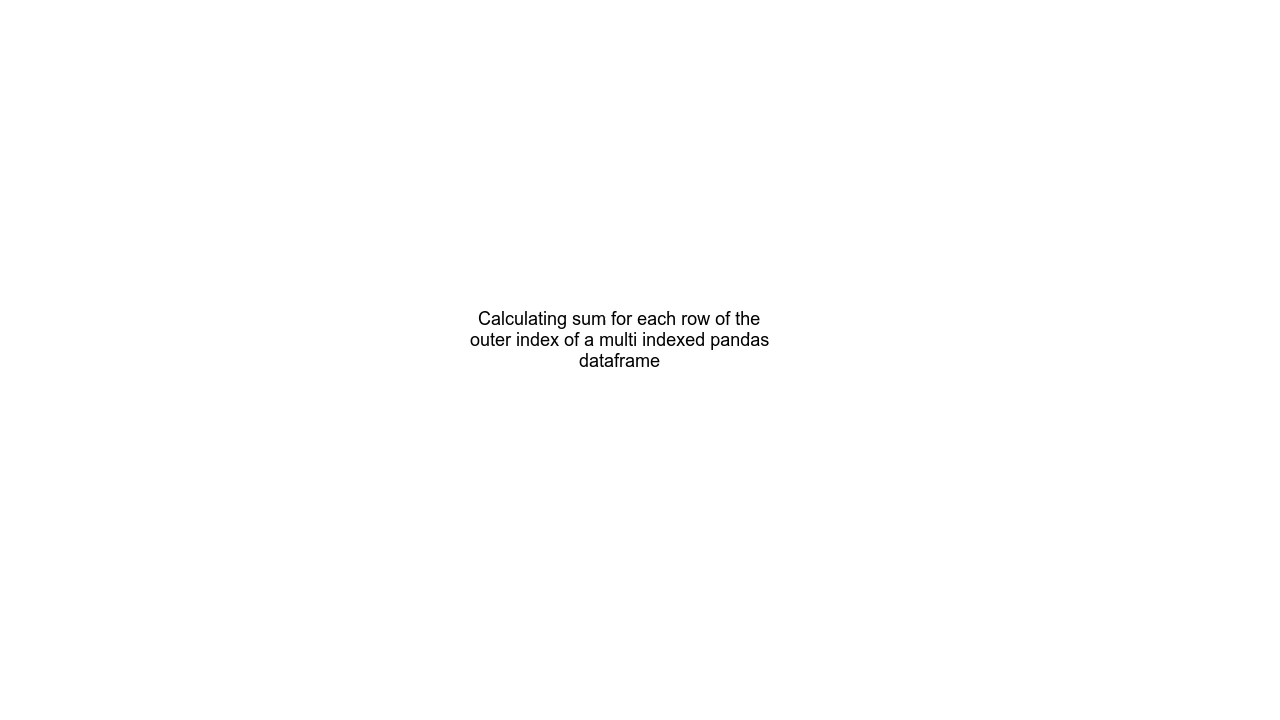 Calculating sum for each row of the
outer index of a multi indexed pandas
dataframe